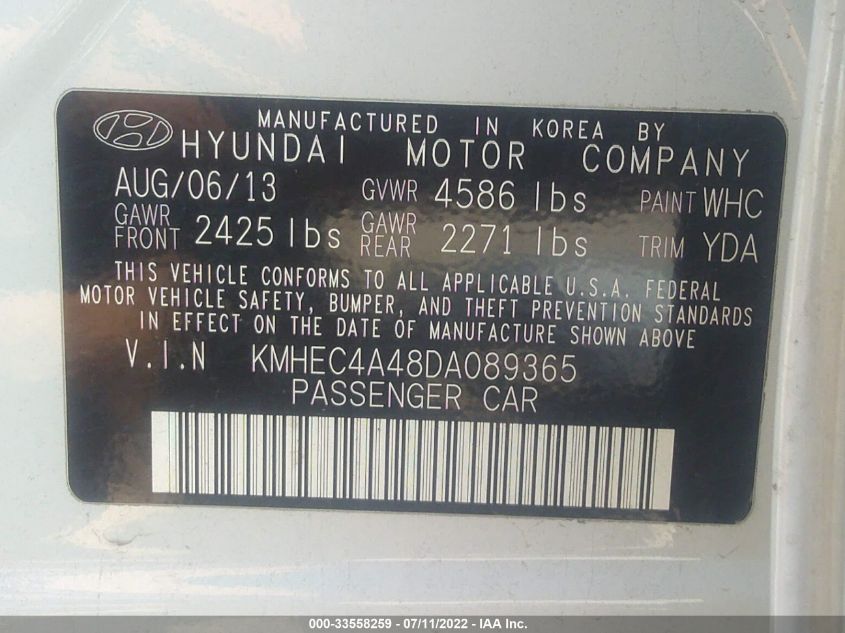 MANUFACTURED IN KOREA BY
HYUNDAI MOTOR COMPANY
AUG/06/13 GVWR 4586 lbs PAINT WHC
GAWR FRONT 2425 lbs GAWR REAR 2271 lbs TRIM YDA
THIS VEHICLE CONFORMS TO ALL APPLICABLE U.S.A. FEDERAL
MOTOR VEHICLE SAFETY, BUMPER, AND THEFT PREVENTION STANDARDS
IN EFFECT ON THE DATE OF MANUFACTURE SHOWN ABOVE
V.I.N KMHEC4A48DA089365
PASSENGER CAR
000-33558259 - 07/11/2022 - IAA Inc.